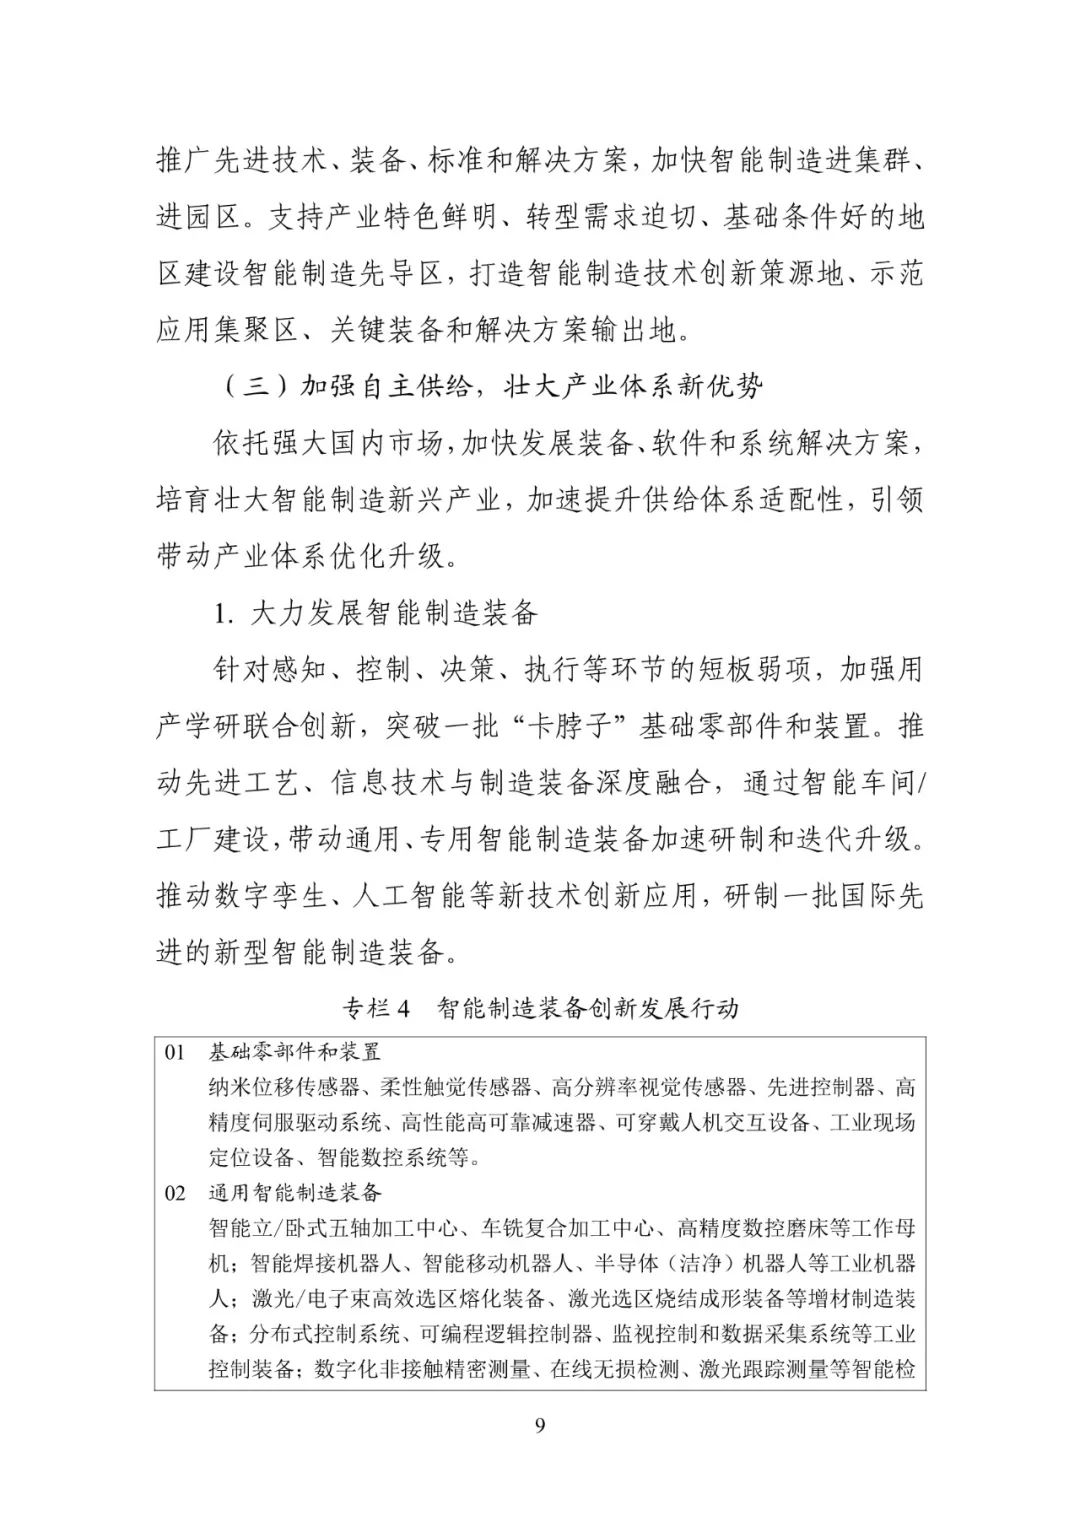 推广先进技术、装备、标准和解决方案，加快智能制造进集群、
进园区。支持产业特色鲜明、转型需求迫切、基础条件好的地
区建设智能制造先导区，打造智能制造技术创新策源地、示范
应用集聚区、关键装备和解决方案输出地。
（三）加强自主供给，壮大产业体系新优势
依托强大国内市场，加快发展装备、软件和系统解决方案，
培育壮大智能制造新兴产业，加速提升供给体系适配性，引领
带动产业体系优化升级。
1. 大力发展智能制造装备
针对感知、控制、决策、执行等环节的短板弱项，加强用
产学研联合创新，突破一批“卡脖子”基础零部件和装置。推
动先进工艺、信息技术与制造装备深度融合，通过智能车间/
工厂建设，带动通用、专用智能制造装备加速研制和迭代升级。
推动数字孪生、人工智能等新技术创新应用，研制一批国际先
进的新型智能制造装备。
专栏 4 智能制造装备创新发展行动
01 基础零部件和装置
纳米位移传感器、柔性触觉传感器、高分辨率视觉传感器、先进控制器、高
精度伺服驱动系统、高性能高可靠减速器、可穿戴人机交互设备、工业现场
定位设备、智能数控系统等。
02 通用智能制造装备
智能立/卧式五轴加工中心、车铣复合加工中心、高精度数控磨床等工作母
机；智能焊接机器人、智能移动机器人、半导体（洁净）机器人等工业机器
人；激光/电子束高效选区熔化装备、激光选区烧结成形装备等增材制造装
备；分布式控制系统、可编程逻辑控制器、监视控制和数据采集系统等工业
控制装备；数字化非接触精密测量、在线无损检测、激光跟踪测量等智能检
9